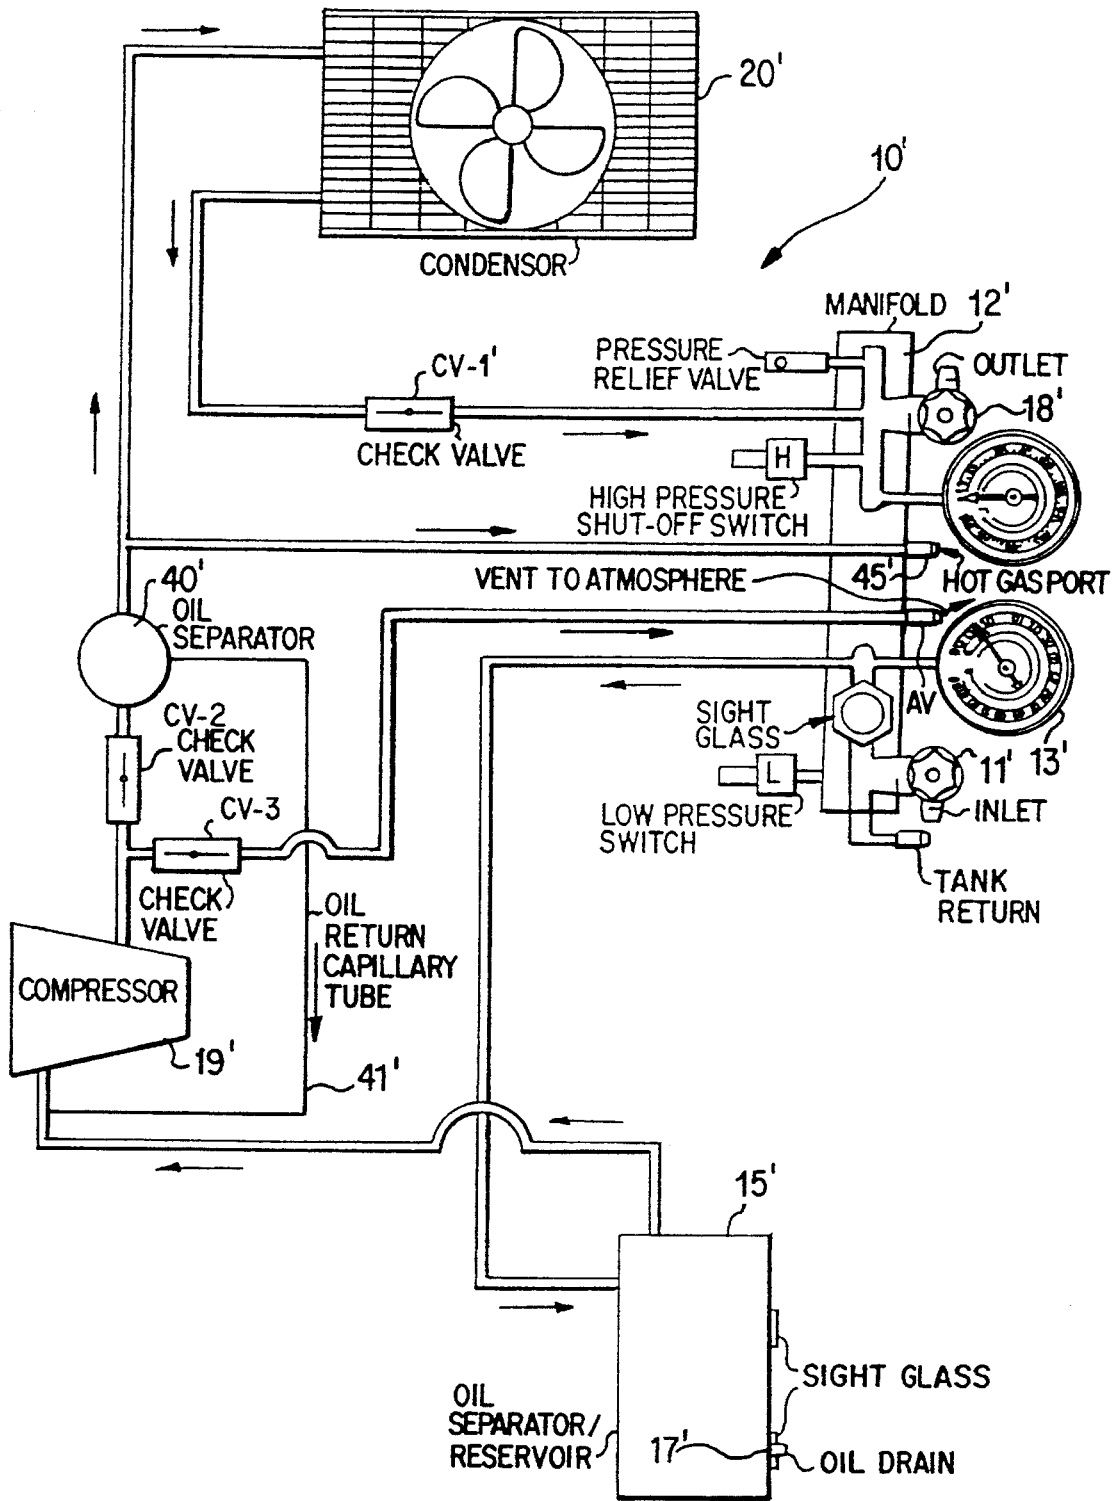 20'
10'
CONDENSOR
MANIFOLD
12'
PRESSURE
RELIEF VALVE
OUTLET
CV-1'
18'
CHECK VALVE
H
HIGH PRESSURE
SHUT-OFF SWITCH
40'
OIL
SEPARATOR
VENT TO ATMOSPHERE
45'
HOT GAS PORT
CV-2
CHECK
VALVE
SIGHT
GLASS
AV
13'
L
11'
CV-3
LOW PRESSURE
SWITCH
INLET
CHECK
VALVE
OIL
RETURN
CAPILLARY
TUBE
TANK
RETURN
COMPRESSOR
19'
41'
15'
SIGHT GLASS
OIL
SEPARATOR/
RESERVOIR
17'
OIL DRAIN